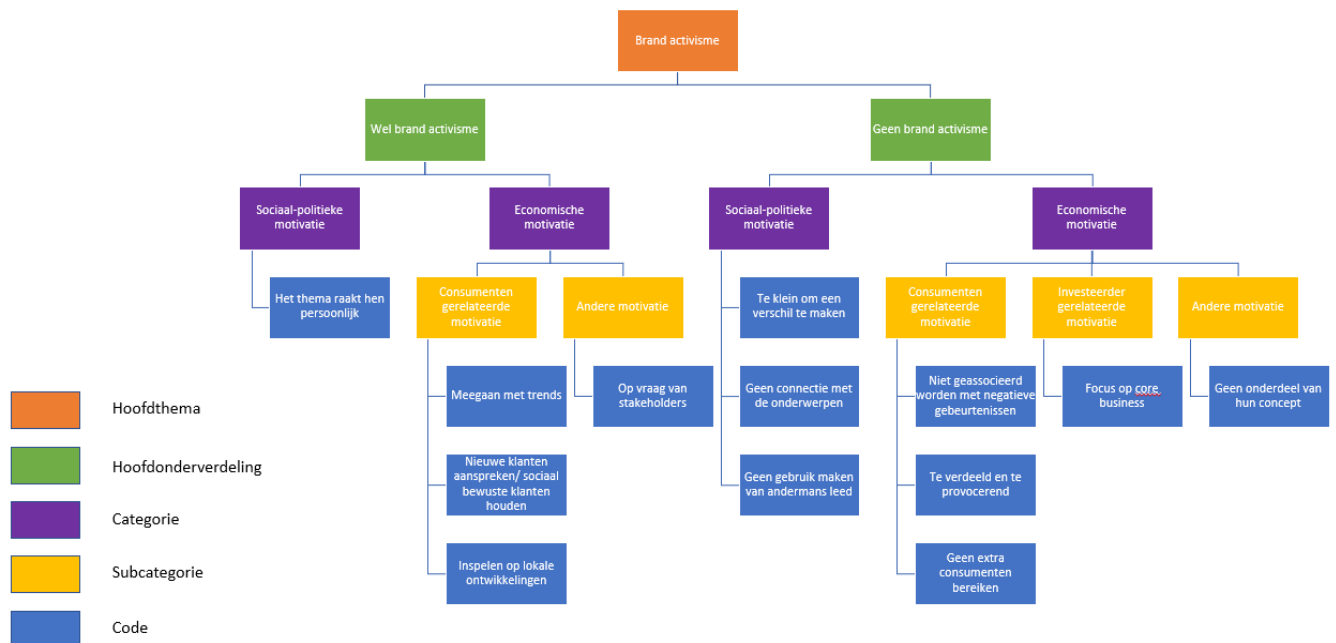 Brand activisme
Wel brand activisme
Geen brand activisme
Sociaal-politieke
motivatie
Economische
motivatie
Sociaal-politieke
motivatie
Economische
motivatie
Het thema raakt hen
persoonlijk
Consumenten
gerelateerde
motivatie
Andere motivatie
Te klein om een
verschil te maken
Consumenten
gerelateerde
motivatie
Investeerder
gerelateerde
motivatie
Andere motivatie
Meegaan met trends
Op vraag van
stakeholders
Geen connectie met
de onderwerpen
Niet geassocieerd
worden met negatieve
gebeurtenissen
Focus op core
business
Geen onderdeel van
hun concept
Nieuwe klanten
aanspreken/ sociaal
bewuste klanten
houden
Geen gebruik maken
van andermans leed
Te verdeeld en te
provocerend
Inspelen op lokale
ontwikkelingen
Geen extra
consumenten
bereiken
Hoofdthema
Hoofdonderverdeling
Categorie
Subcategorie
Code